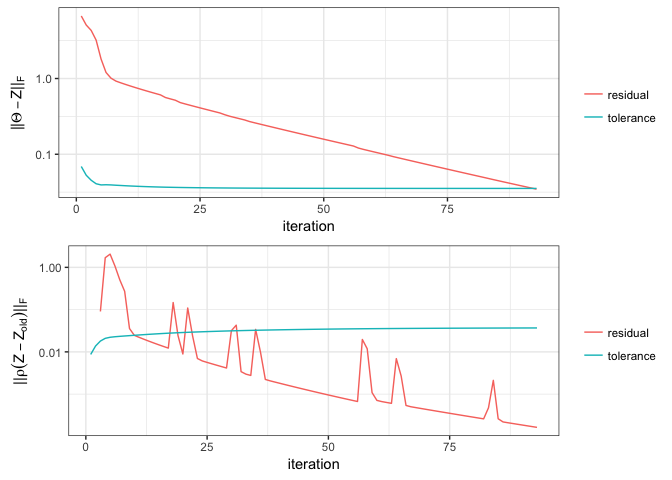 ||Θ − Z||F
1.0
0.1
0
25
50
75
iteration
residual
tolerance
||ρ(Z − Zold)||F
1.00
0.01
0
25
50
75
iteration
residual
tolerance